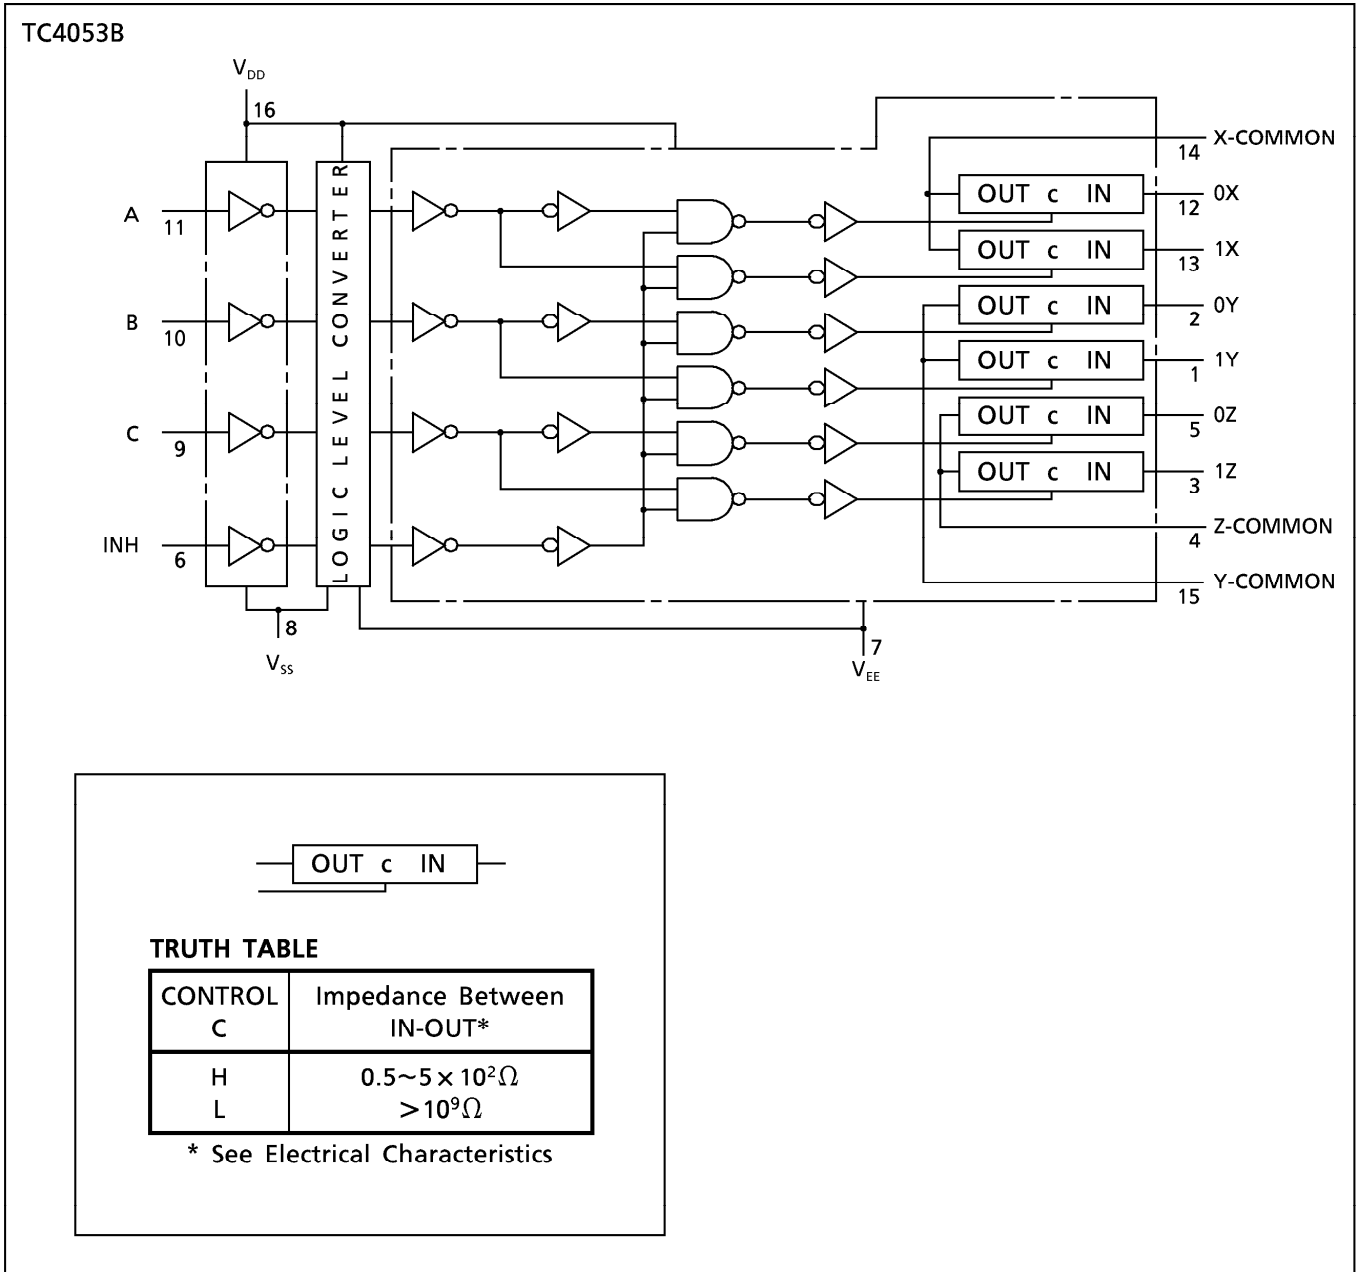 TC4053B
VDD
16
X-COMMON
14
A
11
LOGIC LEVEL CONVERTER
OUT c IN
0X
12
OUT c IN
1X
13
B
10
OUT c IN
0Y
2
OUT c IN
1Y
1
C
9
OUT c IN
0Z
5
OUT c IN
1Z
3
INH
6
Z-COMMON
4
Y-COMMON
15
8
VSS
7
VEE
OUT c IN
TRUTH TABLE
CONTROL C
Impedance Between IN-OUT*
H
0.5~5×10²Ω
L
>10⁹Ω
* See Electrical Characteristics